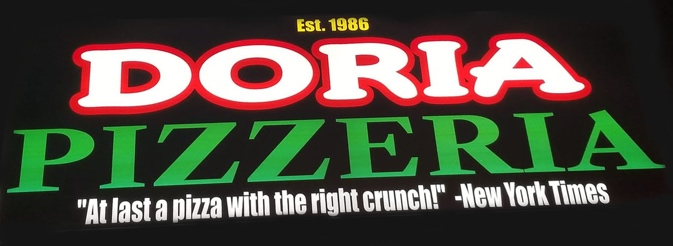 Est. 1986
DORIA
PIZZERIA
"At last a pizza with the right crunch!" -New York Times